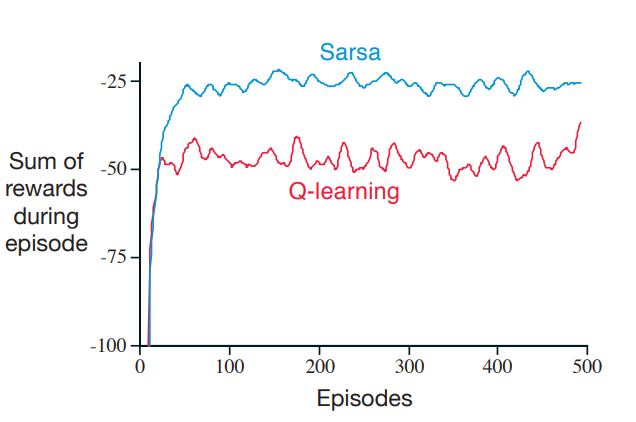 Sarsa
-25
Sum of
rewards
during
episode
-50
Q-learning
-75
-100
0
100
200
300
400
500
Episodes